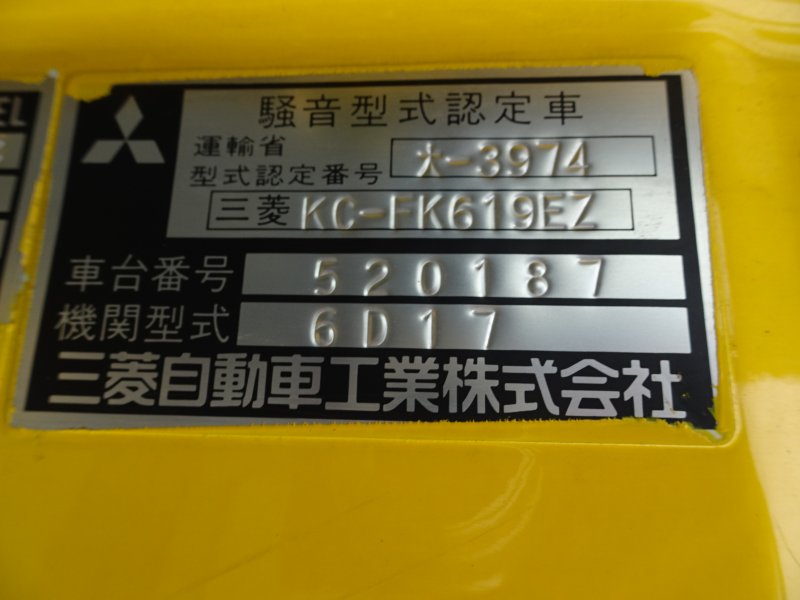 騒音型式認定車
運輸省
型式認定番号 ⽊-3974
三菱 KC-FK619EZ
車台番号 520187
機関型式 6D17
三菱自動車工業株式会社
EL